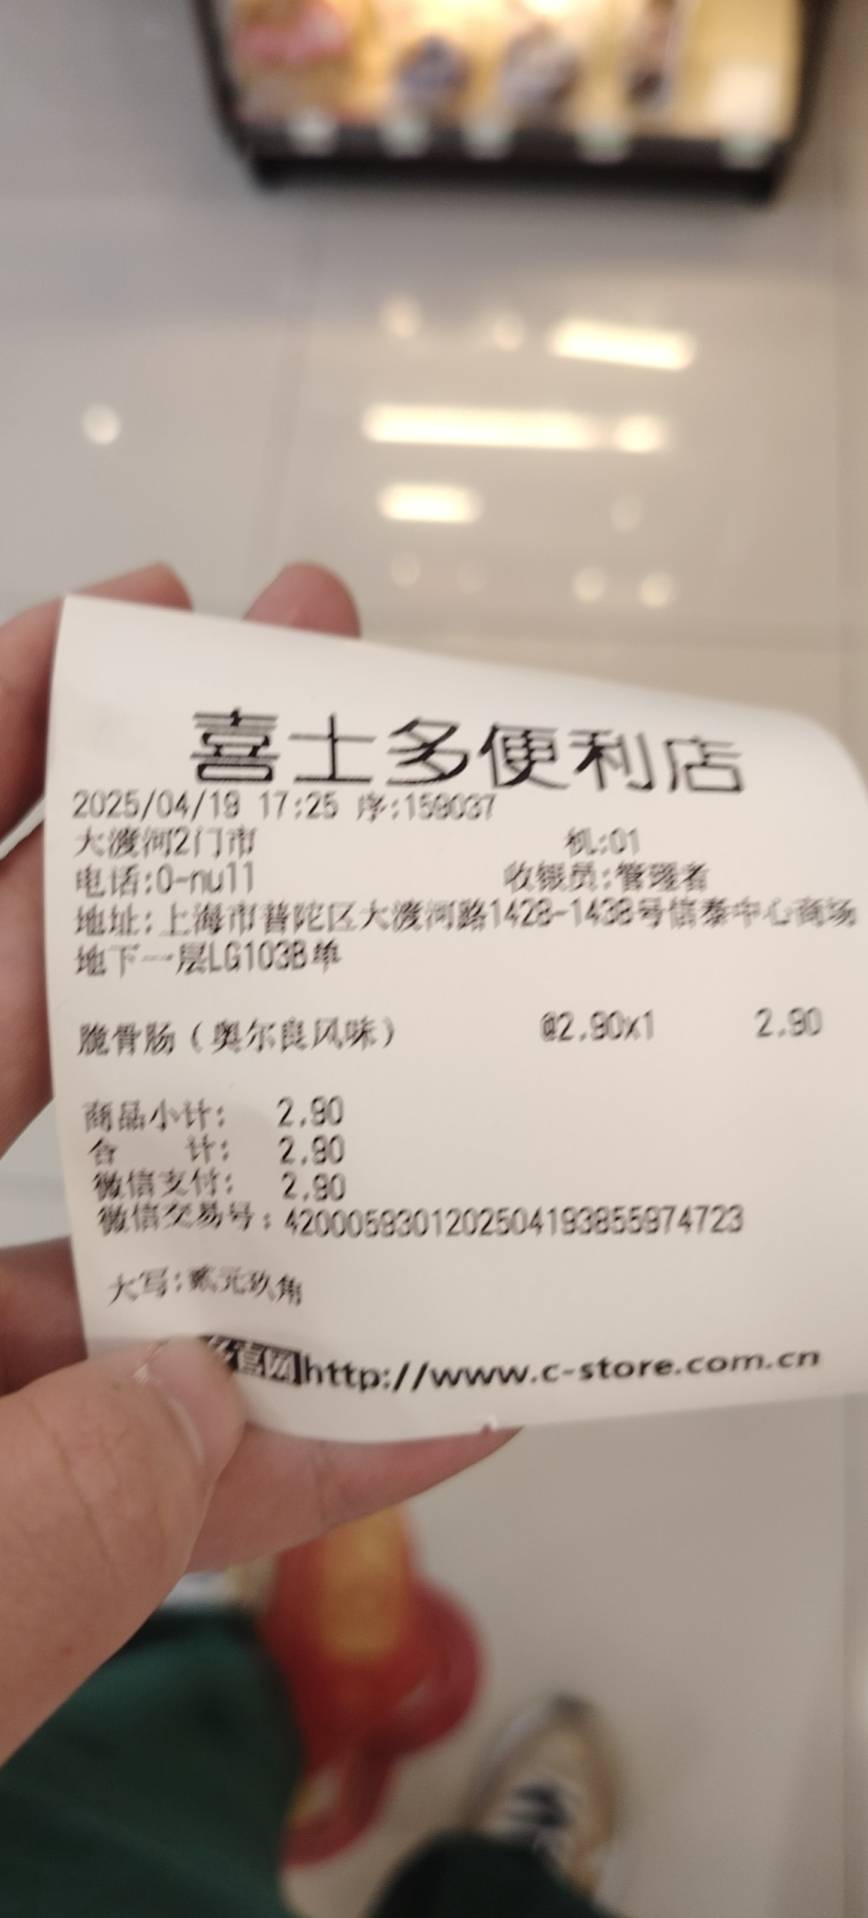 喜士多便利店
2025/04/19 17:25 序:159037
大渡河2门市 机:01
电话:0-null 收银员:管理者
地址:上海市普陀区大渡河路1428-1438号信泰中心商场
地下一层LG103B单
脆骨肠(奥尔良风味) @2.90x1 2.90
商品小计: 2.90
合 计: 2.90
微信支付: 2.90
微信交易号:4200059301202504193855974723
大写:贰元玖角
http://www.c-store.com.cn